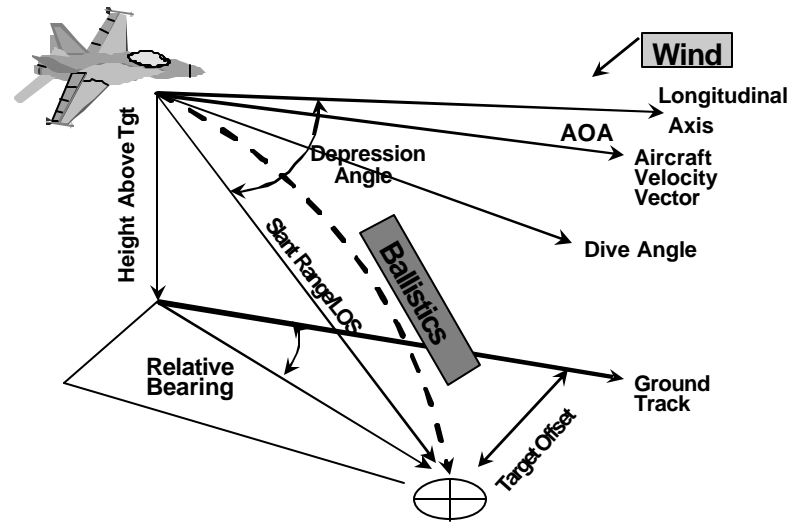 Wind
Longitudinal
Axis
AOA
Aircraft
Velocity
Vector
Depression
Angle
Height Above Tgt
Dive Angle
Slant Range/LOS
Ballistics
Relative
Bearing
Ground
Track
Target Offset